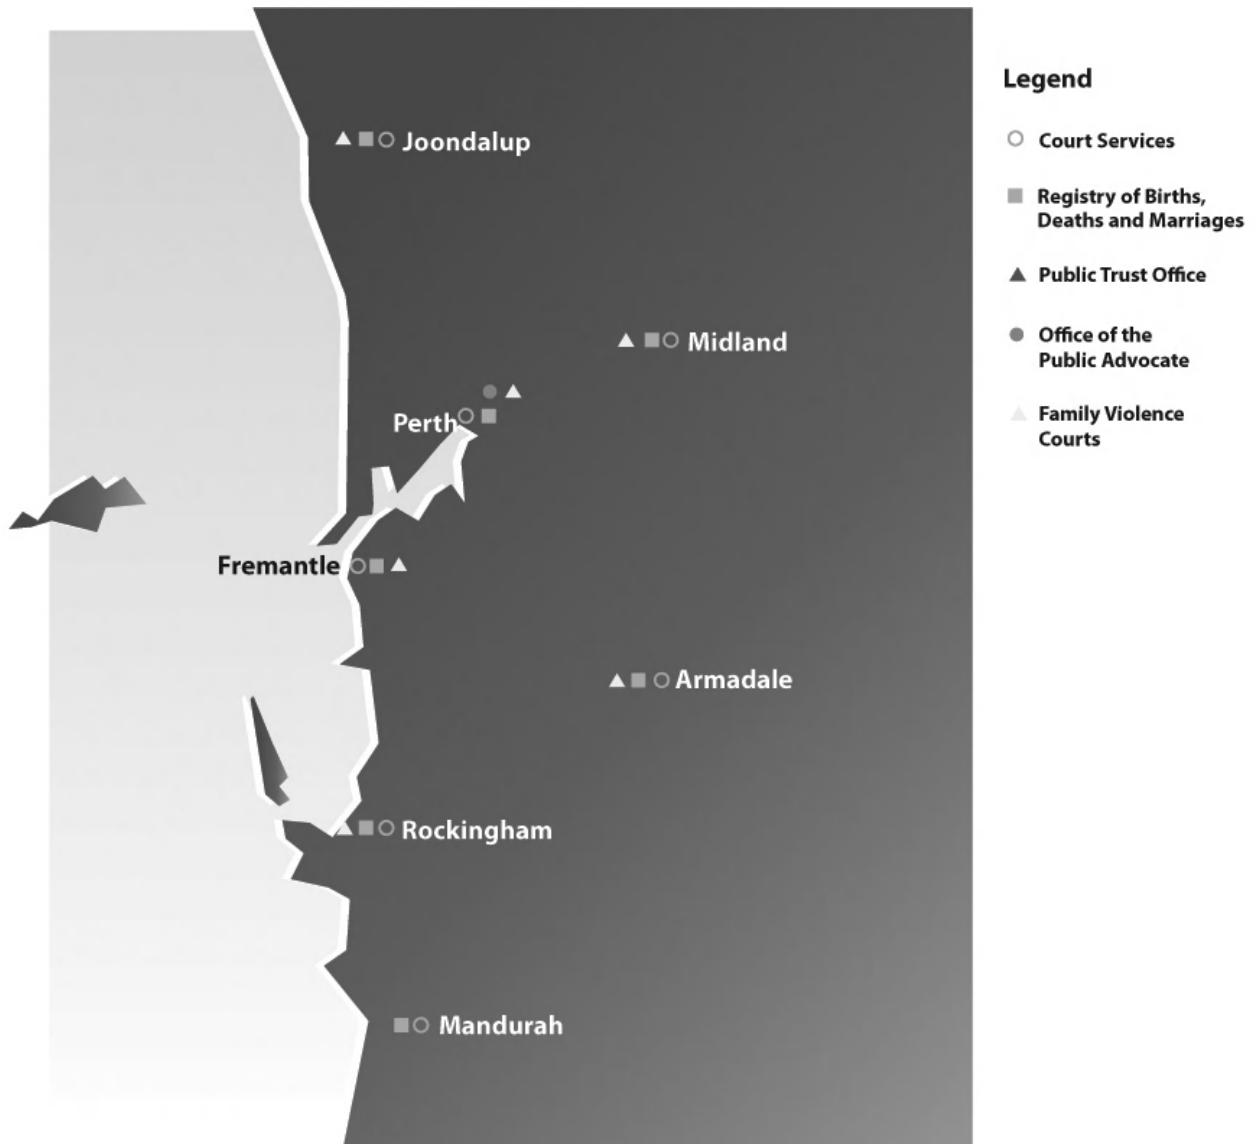 Legend
Court Services
Registry of Births,
Deaths and Marriages
Public Trust Office
Office of the
Public Advocate
Family Violence
Courts
Joondalup
Midland
Perth
Fremantle
Armadale
Rockingham
Mandurah